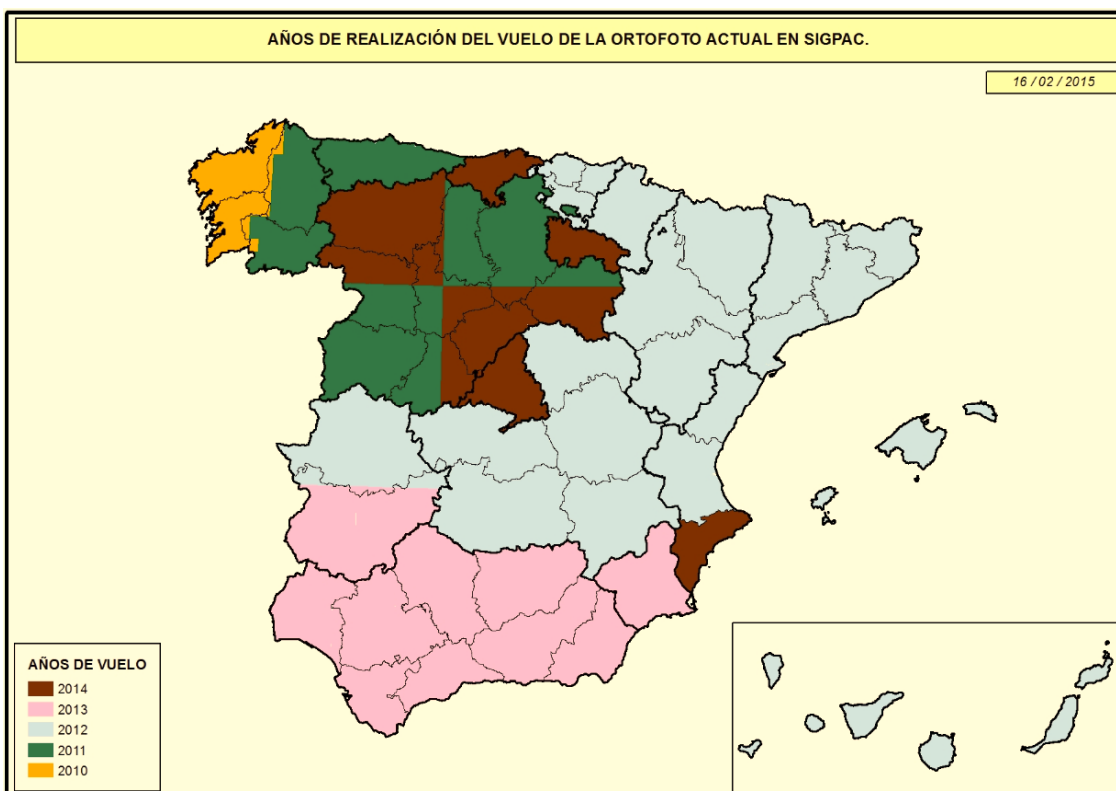 AÑOS DE REALIZACIÓN DEL VUELO DE LA ORTOFOTO ACTUAL EN SIGPAC.
16 / 02 / 2015
AÑOS DE VUELO
2014
2013
2012
2011
2010